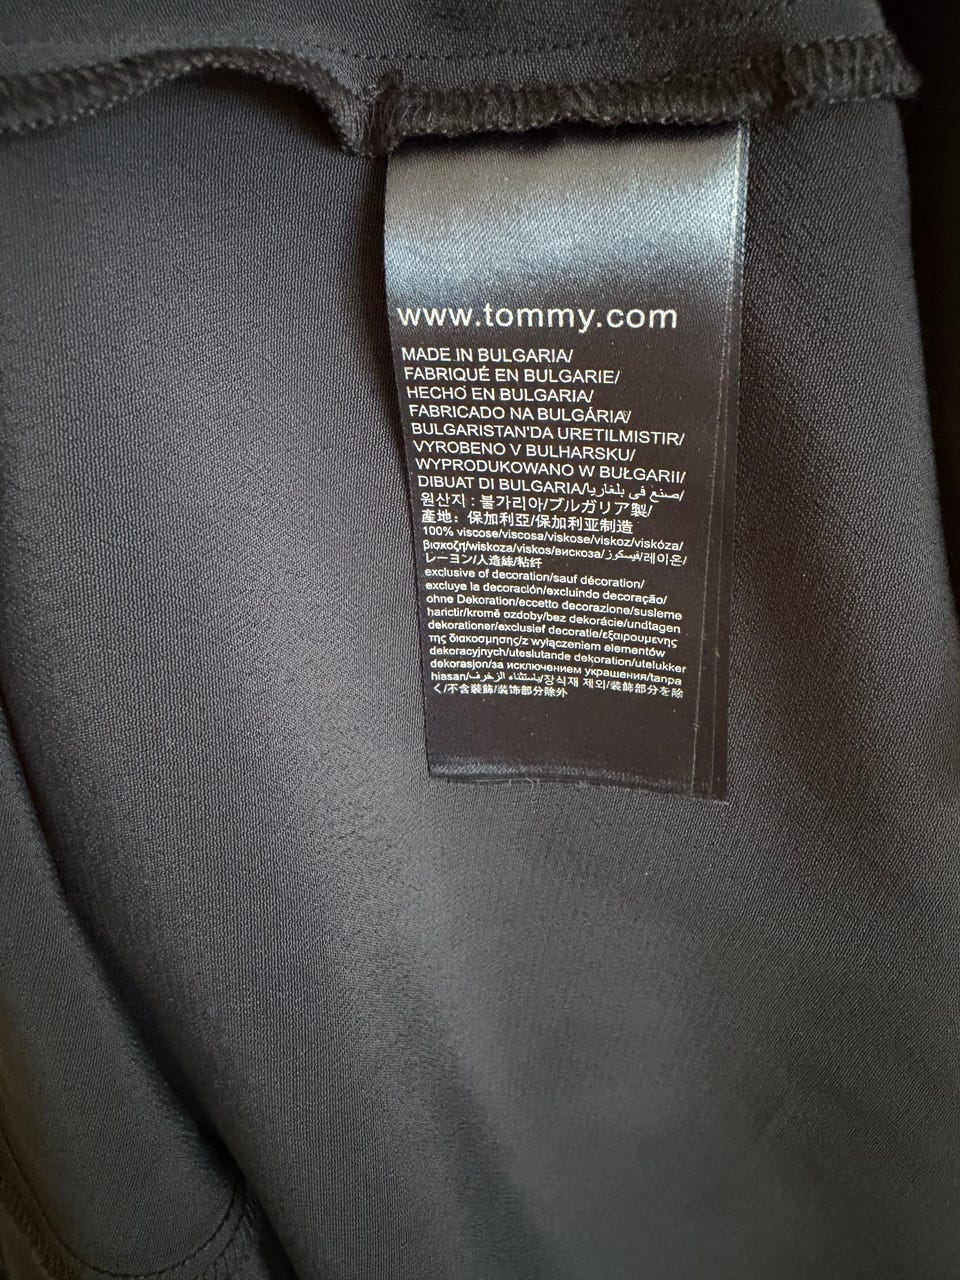 www.tommy.com
MADE IN BULGARIA/
FABRIQUÉ EN BULGARIE/
HECHO EN BULGARIA/
FABRICADO NA BULGÁRIA/
BULGARISTAN'DA URETILMISTIR/
VYROBENO V BULHARSKU/
WYPRODUKOWANO W BUŁGARII/
DIBUAT DI BULGARIA/صنع في بلغاريا/
원산지 : 불가리아/ブルガリア製/
產地: 保加利亞/保加利亚制造
100% viscose/viscosa/viskose/viskoz/viskóza/
βισκοζη/wiskoza/viskos/вискоза/فيسكوز/레이온/
レーヨン/人造絲/粘纤
exclusive of decoration/sauf décoration/
excluye la decoración/excluindo decoração/
ohne Dekoration/eccetto decorazione/susleme
harictir/kromě ozdoby/bez dekorácie/undtagen
dekorationer/exclusief decoratie/εξαιρουμενης
της διακοσμησης/z wyłączeniem elementów
dekoracyjnych/uteslutande dekoration/utelukker
dekorasjon/за исключением украшения/tanpa
hiasan/باستثناء الزخرف/장식재 제외/装飾部分を除
く/不含裝飾/装饰部分除外